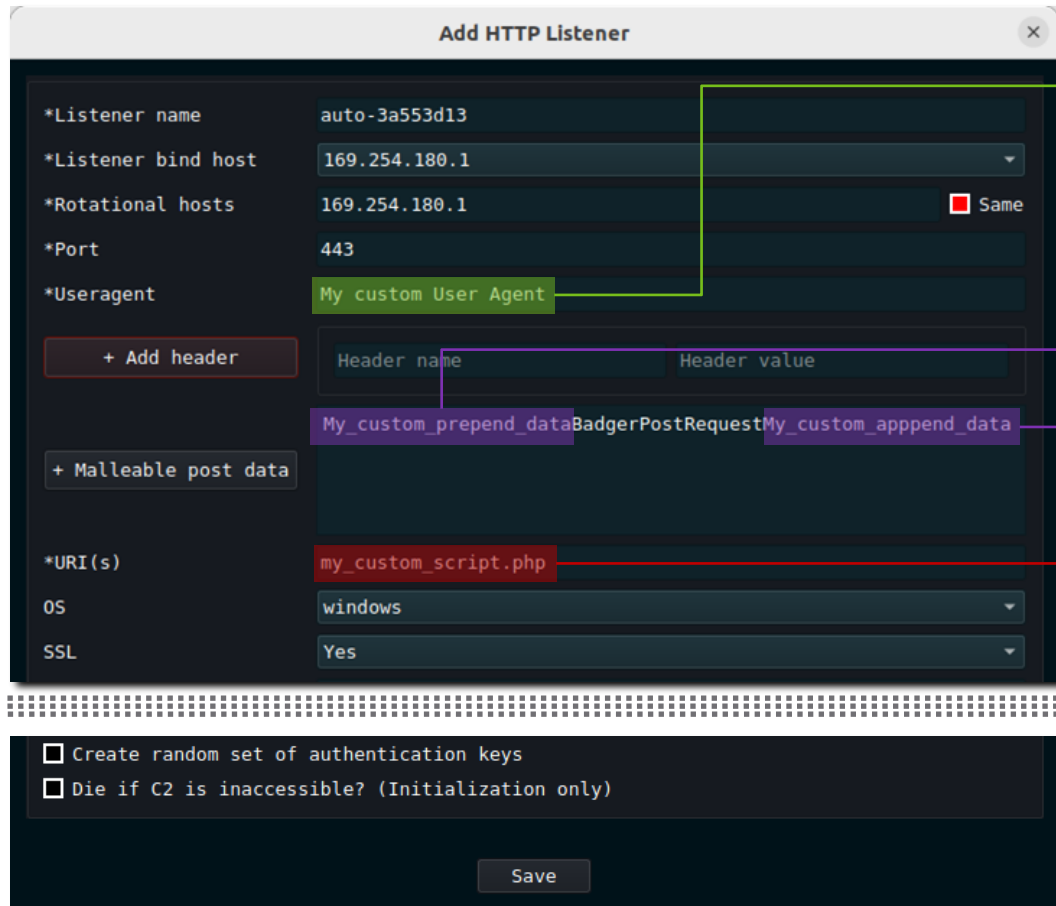 Add HTTP Listener
*Listener name auto-3a553d13
*Listener bind host 169.254.180.1
*Rotational hosts 169.254.180.1 Same
*Port 443
*Useragent My custom User Agent
+ Add header Header name Header value
My_custom_prepend_dataBadgerPostRequestMy_custom_apppend_data
+ Malleable post data
*URI(s) my_custom_script.php
OS windows
SSL Yes
Create random set of authentication keys
Die if C2 is inaccessible? (Initialization only)
Save